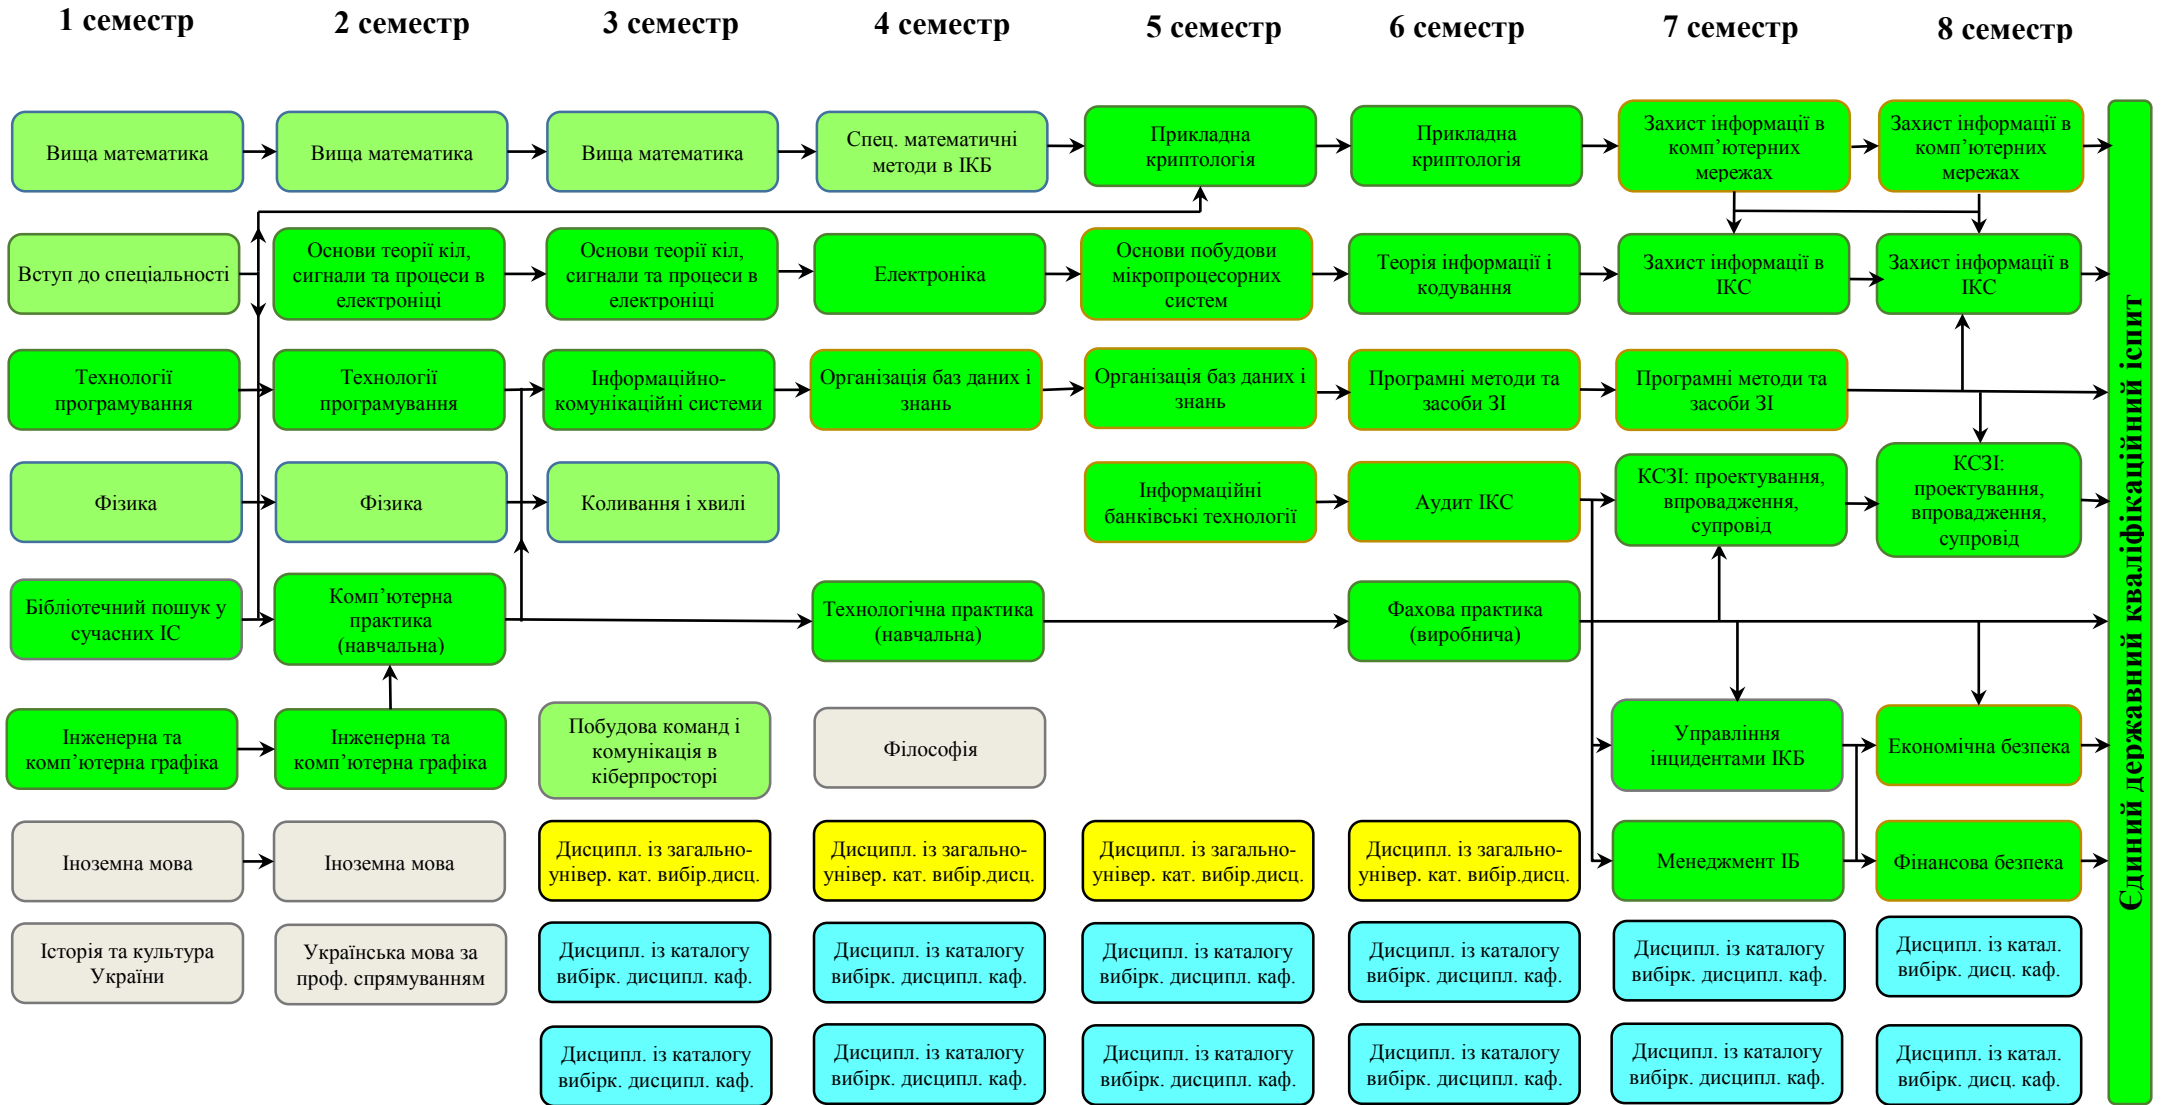 1 семестр
2 семестр
3 семестр
4 семестр
5 семестр
6 семестр
7 семестр
8 семестр
Вища математика
Вища математика
Вища математика
Спец. математичні
методи в ІКБ
Прикладна
криптологія
Прикладна
криптологія
Захист інформації в
комп’ютерних
мережах
Захист інформації в
комп’ютерних
мережах
Вступ до спеціальності
Основи теорії кіл,
сигнали та процеси в
електроніці
Основи теорії кіл,
сигнали та процеси в
електроніці
Електроніка
Основи побудови
мікропроцесорних
систем
Теорія інформації і
кодування
Захист інформації в
ІКС
Захист інформації в
ІКС
Технології
програмування
Технології
програмування
Інформаційно-
комунікаційні системи
Організація баз даних і
знань
Організація баз даних і
знань
Програмні методи та
засоби ЗІ
Програмні методи та
засоби ЗІ
Фізика
Фізика
Коливання і хвилі
Інформаційні
банківські технології
Аудит ІКС
КСЗІ: проектування,
впровадження,
супровід
КСЗІ:
проектування,
впровадження,
супровід
Бібліотечний пошук у
сучасних ІС
Комп’ютерна
практика
(навчальна)
Технологічна практика
(навчальна)
Фахова практика
(виробнича)
Інженерна та
комп’ютерна графіка
Інженерна та
комп’ютерна графіка
Побудова команд і
комунікація в
кіберпросторі
Філософія
Управління
інцидентами ІКБ
Економічна безпека
Іноземна мова
Іноземна мова
Дисципл. із загально-
універ. кат. вибір.дисц.
Дисципл. із загально-
універ. кат. вибір.дисц.
Дисципл. із загально-
універ. кат. вибір.дисц.
Дисципл. із загально-
універ. кат. вибір.дисц.
Менеджмент ІБ
Фінансова безпека
Історія та культура
України
Українська мова за
проф. спрямуванням
Дисципл. із каталогу
вибірк. дисципл. каф.
Дисципл. із каталогу
вибірк. дисципл. каф.
Дисципл. із каталогу
вибірк. дисципл. каф.
Дисципл. із каталогу
вибірк. дисципл. каф.
Дисципл. із каталогу
вибірк. дисципл. каф.
Дисципл. із катал.
вибірк. дисц. каф.
Дисципл. із каталогу
вибірк. дисципл. каф.
Дисципл. із каталогу
вибірк. дисципл. каф.
Дисципл. із каталогу
вибірк. дисципл. каф.
Дисципл. із каталогу
вибірк. дисципл. каф.
Дисципл. із каталогу
вибірк. дисципл. каф.
Дисципл. із катал.
вибірк. дисц. каф.
Єдиний державний кваліфікаційний іспит